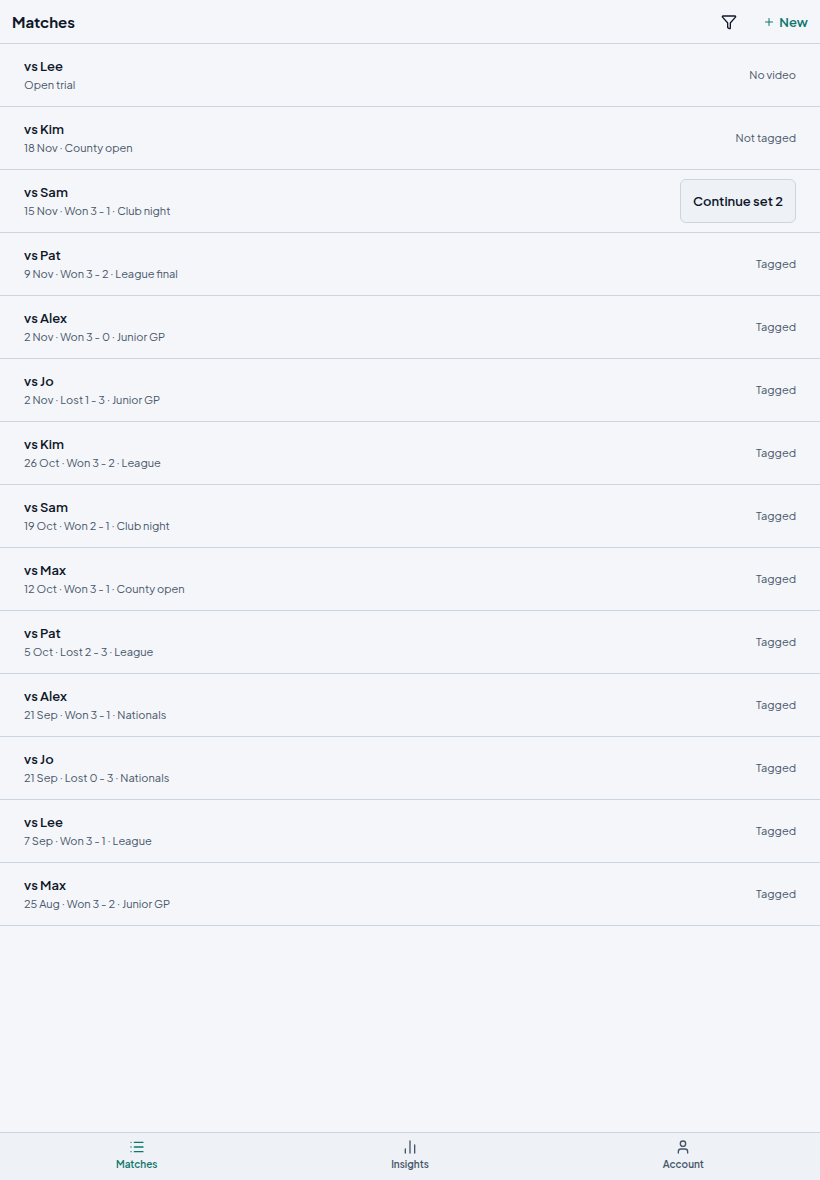 Matches
+ New
vs Lee
Open trial
No video
vs Kim
18 Nov · County open
Not tagged
vs Sam
15 Nov · Won 3 - 1 · Club night
Continue set 2
vs Pat
9 Nov · Won 3 - 2 · League final
Tagged
vs Alex
2 Nov · Won 3 - 0 · Junior GP
Tagged
vs Jo
2 Nov · Lost 1 - 3 · Junior GP
Tagged
vs Kim
26 Oct · Won 3 - 2 · League
Tagged
vs Sam
19 Oct · Won 2 - 1 · Club night
Tagged
vs Max
12 Oct · Won 3 - 1 · County open
Tagged
vs Pat
5 Oct · Lost 2 - 3 · League
Tagged
vs Alex
21 Sep · Won 3 - 1 · Nationals
Tagged
vs Jo
21 Sep · Lost 0 - 3 · Nationals
Tagged
vs Lee
7 Sep · Won 3 - 1 · League
Tagged
vs Max
25 Aug · Won 3 - 2 · Junior GP
Tagged
Matches
Insights
Account